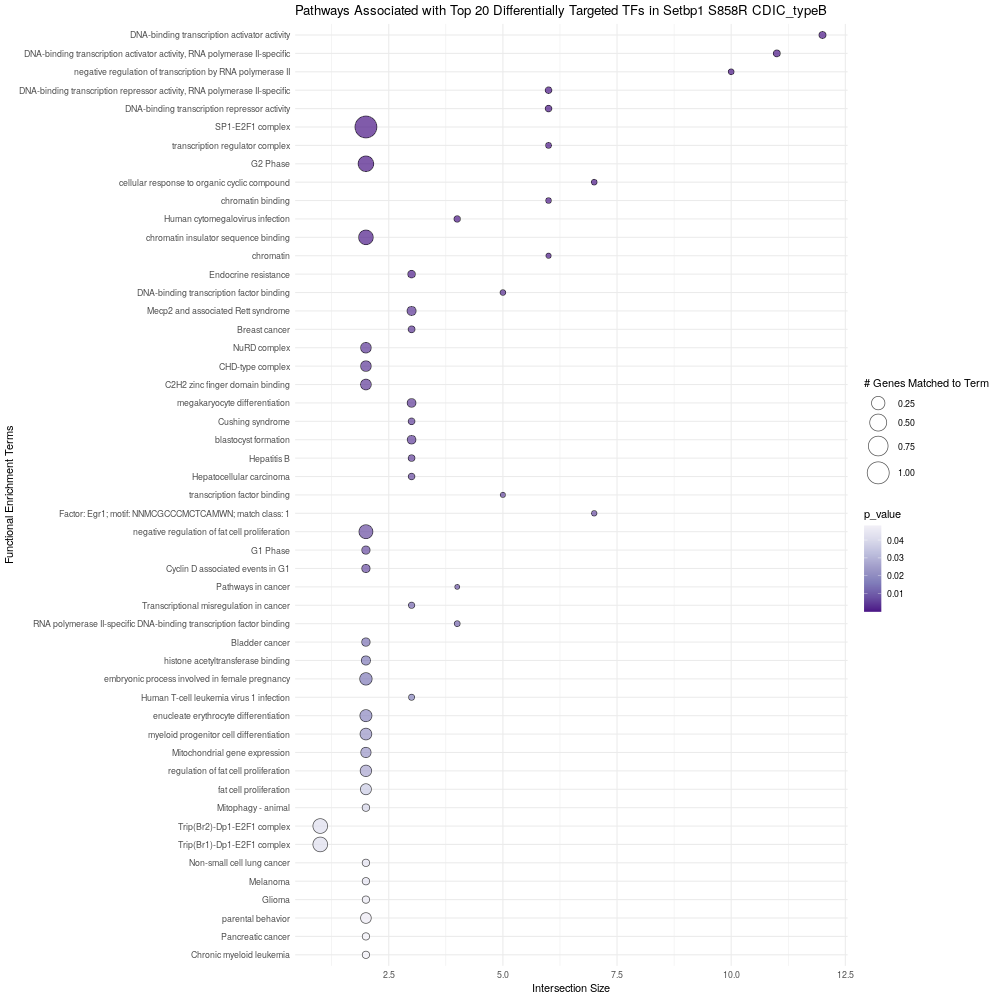 Pathways Associated with Top 20 Differentially Targeted TFs in Setbp1 S858R CDIC_typeB
Functional Enrichment Terms
DNA-binding transcription activator activity
DNA-binding transcription activator activity, RNA polymerase II-specific
negative regulation of transcription by RNA polymerase II
DNA-binding transcription repressor activity, RNA polymerase II-specific
DNA-binding transcription repressor activity
SP1-E2F1 complex
transcription regulator complex
G2 Phase
cellular response to organic cyclic compound
chromatin binding
Human cytomegalovirus infection
chromatin insulator sequence binding
chromatin
Endocrine resistance
DNA-binding transcription factor binding
Mecp2 and associated Rett syndrome
Breast cancer
NuRD complex
CHD-type complex
C2H2 zinc finger domain binding
megakaryocyte differentiation
Cushing syndrome
blastocyst formation
Hepatitis B
Hepatocellular carcinoma
transcription factor binding
Factor: Egr1; motif: NNMCGCCCMCTCAMWN; match class: 1
negative regulation of fat cell proliferation
G1 Phase
Cyclin D associated events in G1
Pathways in cancer
Transcriptional misregulation in cancer
RNA polymerase II-specific DNA-binding transcription factor binding
Bladder cancer
histone acetyltransferase binding
embryonic process involved in female pregnancy
Human T-cell leukemia virus 1 infection
enucleate erythrocyte differentiation
myeloid progenitor cell differentiation
Mitochondrial gene expression
regulation of fat cell proliferation
fat cell proliferation
Mitophagy - animal
Trip(Br2)-Dp1-E2F1 complex
Trip(Br1)-Dp1-E2F1 complex
Non-small cell lung cancer
Melanoma
Glioma
parental behavior
Pancreatic cancer
Chronic myeloid leukemia
2.5 5.0 7.5 10.0 12.5
Intersection Size
# Genes Matched to Term
0.25
0.50
0.75
1.00
p_value
0.04
0.03
0.02
0.01